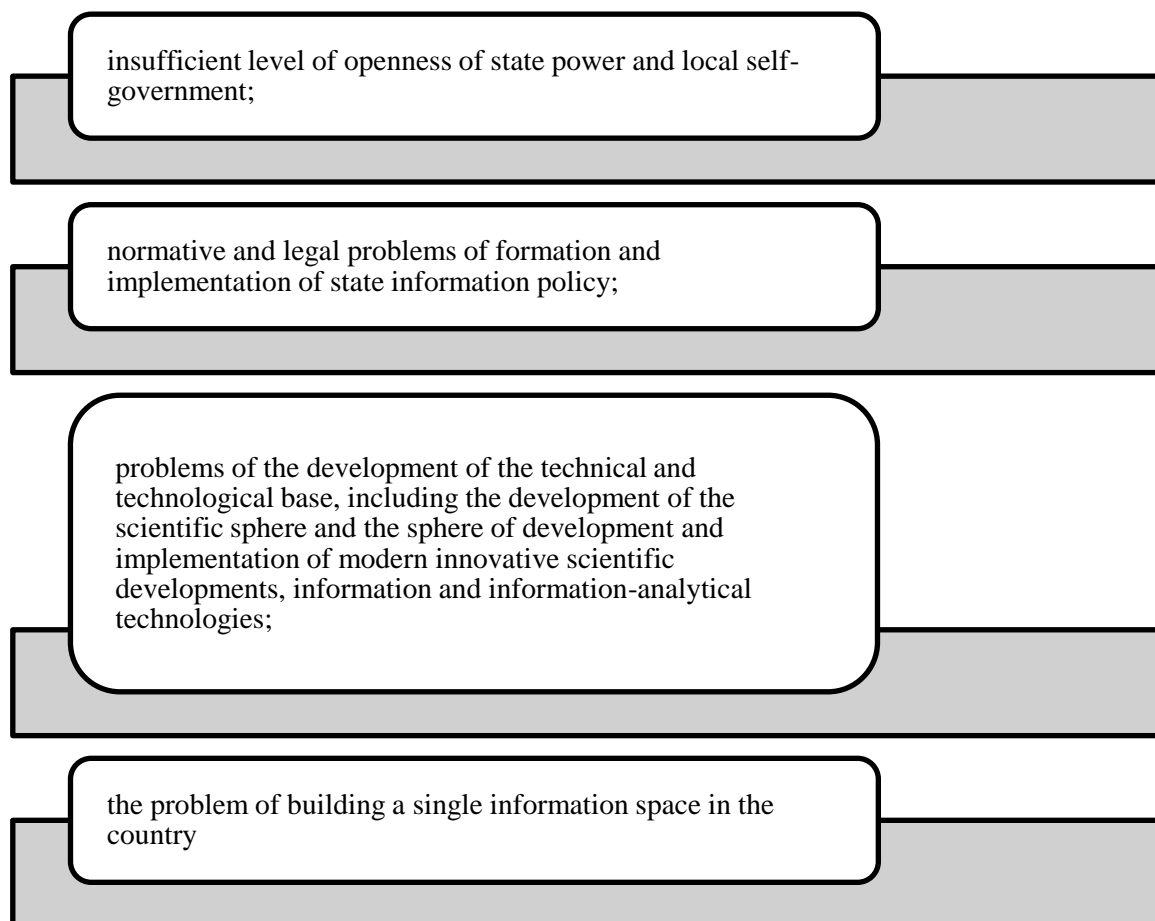 insufficient level of openness of state power and local self-
government;
normative and legal problems of formation and
implementation of state information policy;
problems of the development of the technical and
technological base, including the development of the
scientific sphere and the sphere of development and
implementation of modern innovative scientific
developments, information and information-analytical
technologies;
the problem of building a single information space in the
country